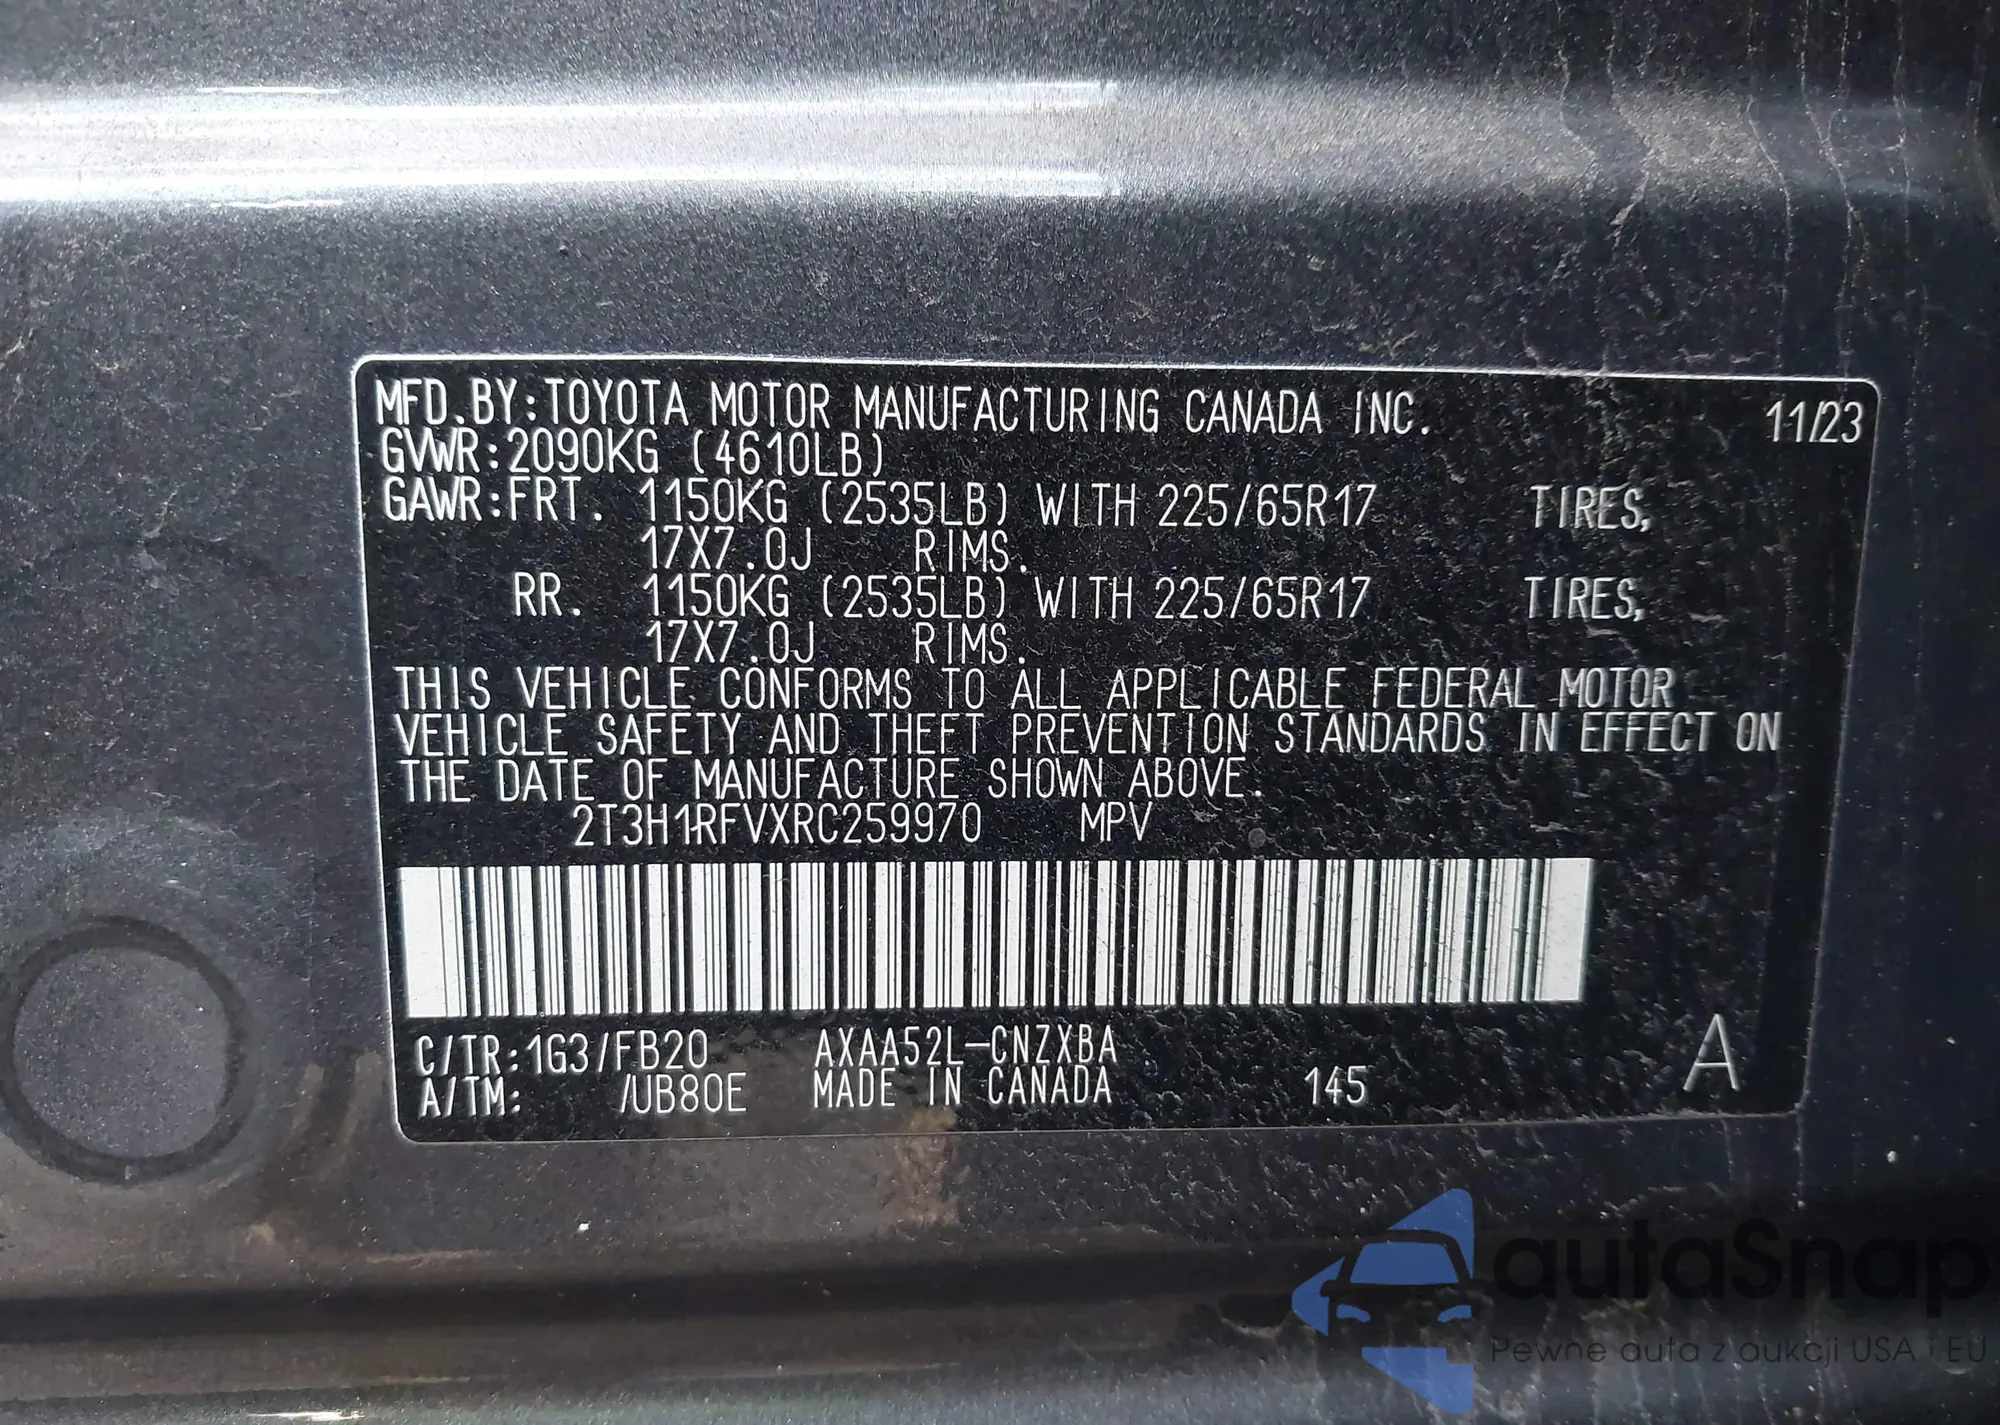 MFD.BY:TOYOTA MOTOR MANUFACTURING CANADA INC. 11/23
GVWR:2090KG (4610LB)
GAWR:FRT. 1150KG (2535LB) WITH 225/65R17 TIRES,
17X7.0J RIMS.
RR. 1150KG (2535LB) WITH 225/65R17 TIRES,
17X7.0J RIMS.
THIS VEHICLE CONFORMS TO ALL APPLICABLE FEDERAL MOTOR
VEHICLE SAFETY AND THEFT PREVENTION STANDARDS IN EFFECT ON
THE DATE OF MANUFACTURE SHOWN ABOVE.
2T3H1RFVXRC259970 MPV
C/TR:1G3/FB20 AXAA52L-CNZXBA
A/TM: /UB80E MADE IN CANADA 145 A
autaSnap
Pewne auta z aukcji USA i EU